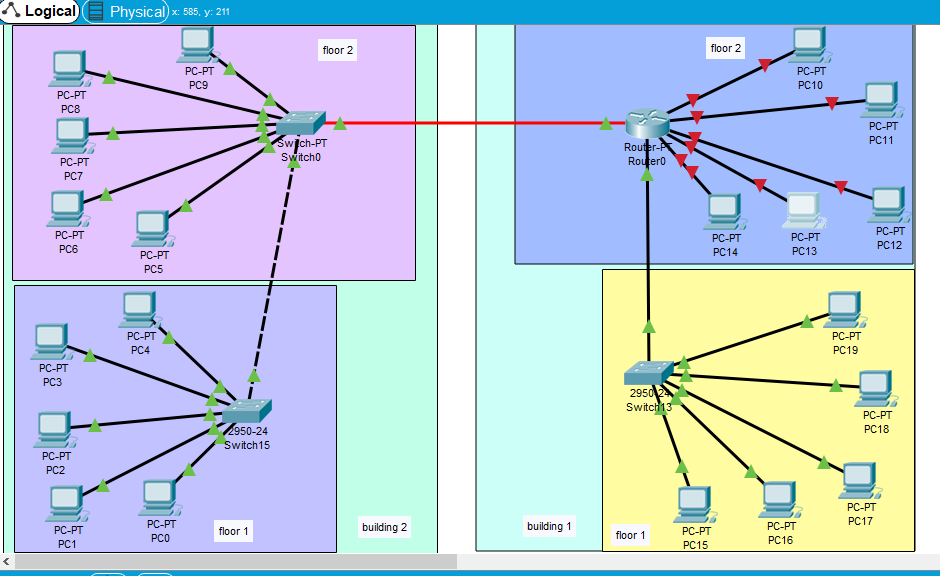 Logical
Physical
x: 585, y: 211
floor 2
PC-PT
PC9
PC-PT
PC8
PC-PT
PC7
PC-PT
PC6
PC-PT
PC5
Switch-PT
Switch0
floor 2
PC-PT
PC10
PC-PT
PC11
Router-PT
Router0
PC-PT
PC14
PC-PT
PC13
PC-PT
PC12
PC-PT
PC4
PC-PT
PC3
PC-PT
PC2
PC-PT
PC1
PC-PT
PC0
2950-24
Switch15
floor 1
building 2
PC-PT
PC19
PC-PT
PC18
2950-24
Switch13
PC-PT
PC17
PC-PT
PC16
PC-PT
PC15
building 1
floor 1